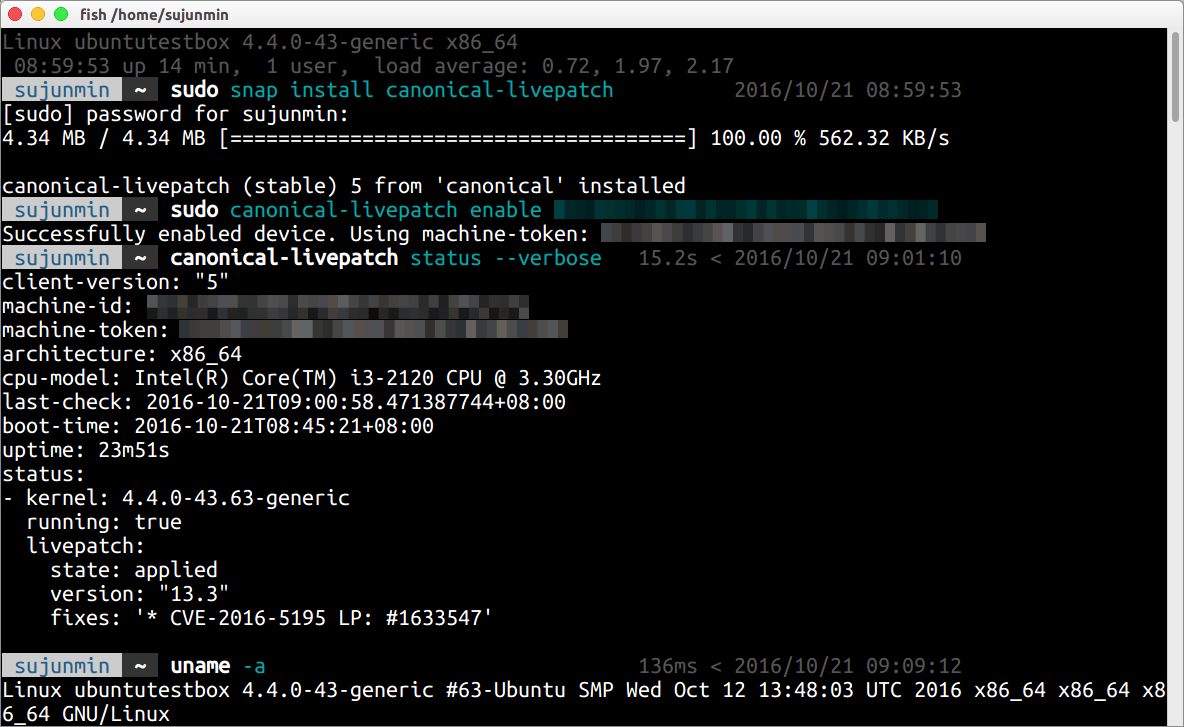 fish /home/sujunmin
Linux ubuntutestbox 4.4.0-43-generic x86_64
08:59:53 up 14 min,  1 user,  load average: 0.72, 1.97, 2.17
sujunmin ~ sudo snap install canonical-livepatch 2016/10/21 08:59:53
[sudo] password for sujunmin:
4.34 MB / 4.34 MB [======================================] 100.00 % 562.32 KB/s
canonical-livepatch (stable) 5 from 'canonical' installed
sujunmin ~ sudo canonical-livepatch enable
Successfully enabled device. Using machine-token:
sujunmin ~ canonical-livepatch status --verbose 15.2s < 2016/10/21 09:01:10
client-version: "5"
machine-id:
machine-token:
architecture: x86_64
cpu-model: Intel(R) Core(TM) i3-2120 CPU @ 3.30GHz
last-check: 2016-10-21T09:00:58.471387744+08:00
boot-time: 2016-10-21T08:45:21+08:00
uptime: 23m51s
status:
- kernel: 4.4.0-43.63-generic
  running: true
  livepatch:
    state: applied
    version: "13.3"
    fixes: '* CVE-2016-5195 LP: #1633547'
sujunmin ~ uname -a 136ms < 2016/10/21 09:09:12
Linux ubuntutestbox 4.4.0-43-generic #63-Ubuntu SMP Wed Oct 12 13:48:03 UTC 2016 x86_64 x86_64 x8
6_64 GNU/Linux